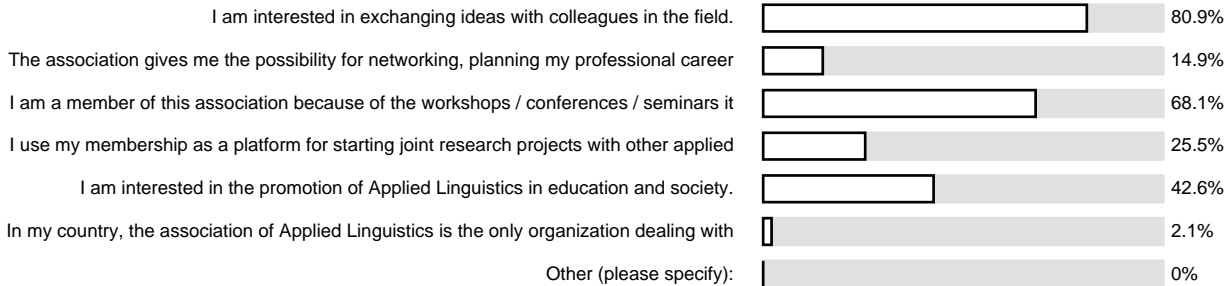 I am interested in exchanging ideas with colleagues in the field. 80.9%
The association gives me the possibility for networking, planning my professional career 14.9%
I am a member of this association because of the workshops / conferences / seminars it 68.1%
I use my membership as a platform for starting joint research projects with other applied 25.5%
I am interested in the promotion of Applied Linguistics in education and society. 42.6%
In my country, the association of Applied Linguistics is the only organization dealing with 2.1%
Other (please specify): 0%